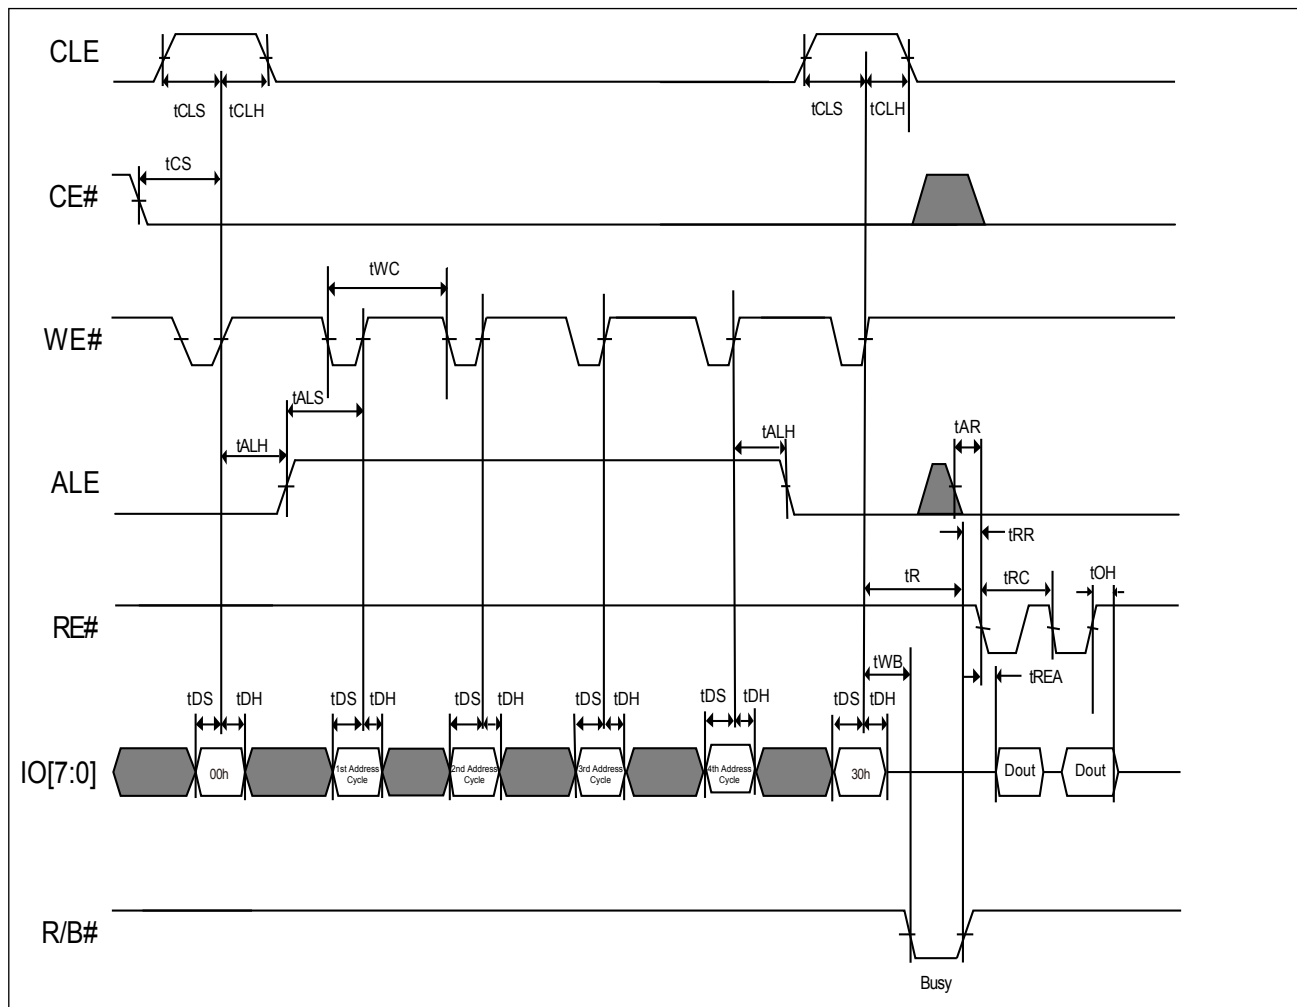 CLE
tCLS tCLH
tCLS tCLH
tCS
CE#
tWC
WE#
tALS
tALH
tALH
tAR
ALE
tRR
tR
tRC
tOH
RE#
tWB
tREA
tDS tDH
tDS tDH
tDS tDH
tDS tDH
tDS tDH
tDS tDH
IO[7:0]
00h
1st Address
Cycle
2nd Address
Cycle
3rd Address
Cycle
4th Address
Cycle
30h
Dout
Dout
R/B#
Busy